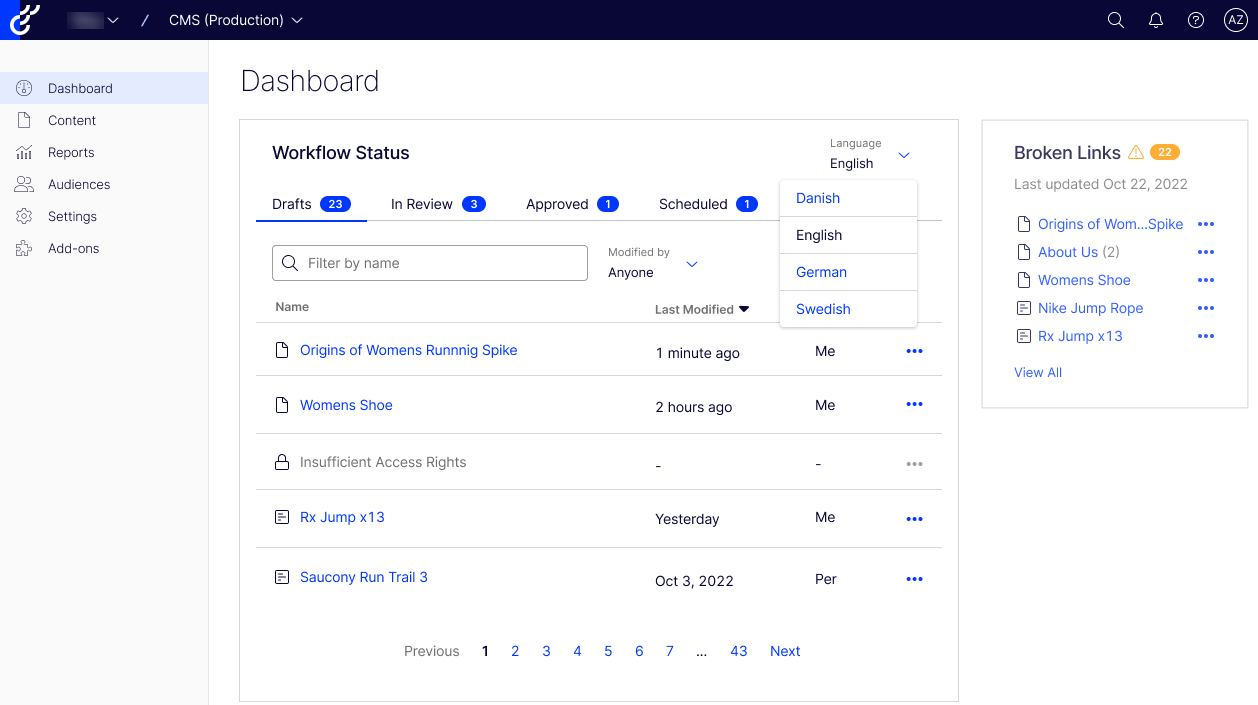 CMS (Production)
AZ
Dashboard
Content
Reports
Audiences
Settings
Add-ons
Dashboard
Workflow Status
Language
English
Danish
English
German
Swedish
Drafts 23 In Review 3 Approved 1 Scheduled 1
Filter by name
Modified by
Anyone
Name Last Modified
Origins of Womens Runnnig Spike 1 minute ago Me
Womens Shoe 2 hours ago Me
Insufficient Access Rights - -
Rx Jump x13 Yesterday Me
Saucony Run Trail 3 Oct 3, 2022 Per
Previous 1 2 3 4 5 6 7 ... 43 Next
Broken Links 22
Last updated Oct 22, 2022
Origins of Wom...Spike
About Us (2)
Womens Shoe
Nike Jump Rope
Rx Jump x13
View All